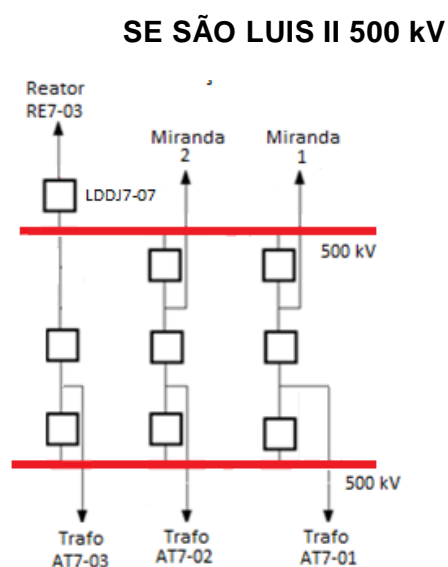 SE SÃO LUIS II 500 kV
Reator
RE7-03
Miranda
2
Miranda
1
LDDJ7-07
500 kV
500 kV
Trafo
AT7-03
Trafo
AT7-02
Trafo
AT7-01